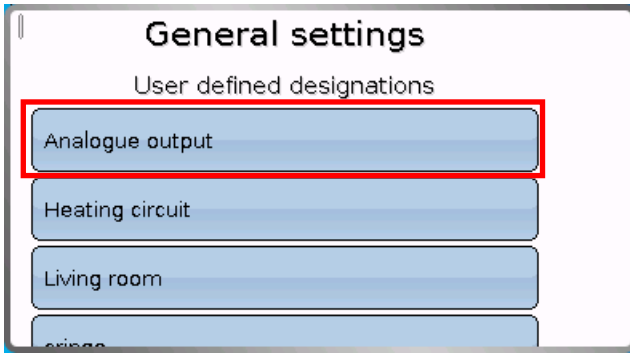 General settings
User defined designations
Analogue output
Heating circuit
Living room